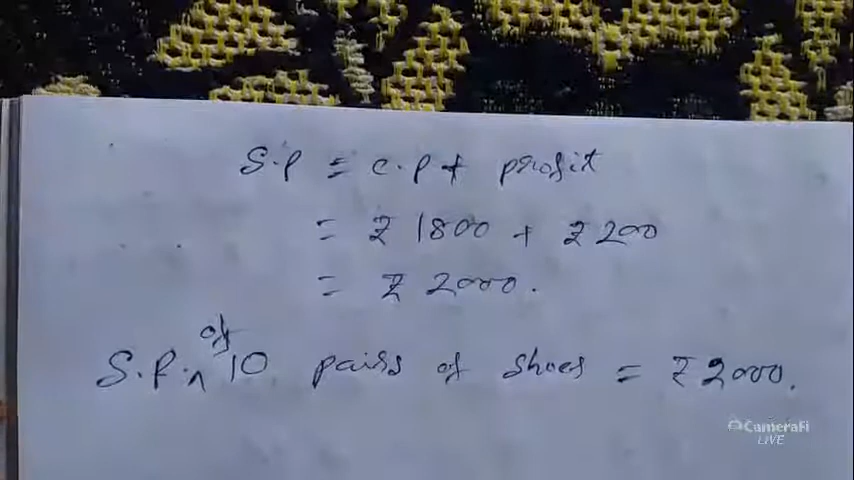 S.P = C.P + profit
= ₹ 1800 + ₹ 200
= ₹ 2000.
S.P. ^ of 10 pairs of shoes = ₹ 2000.
CameraFi
LIVE